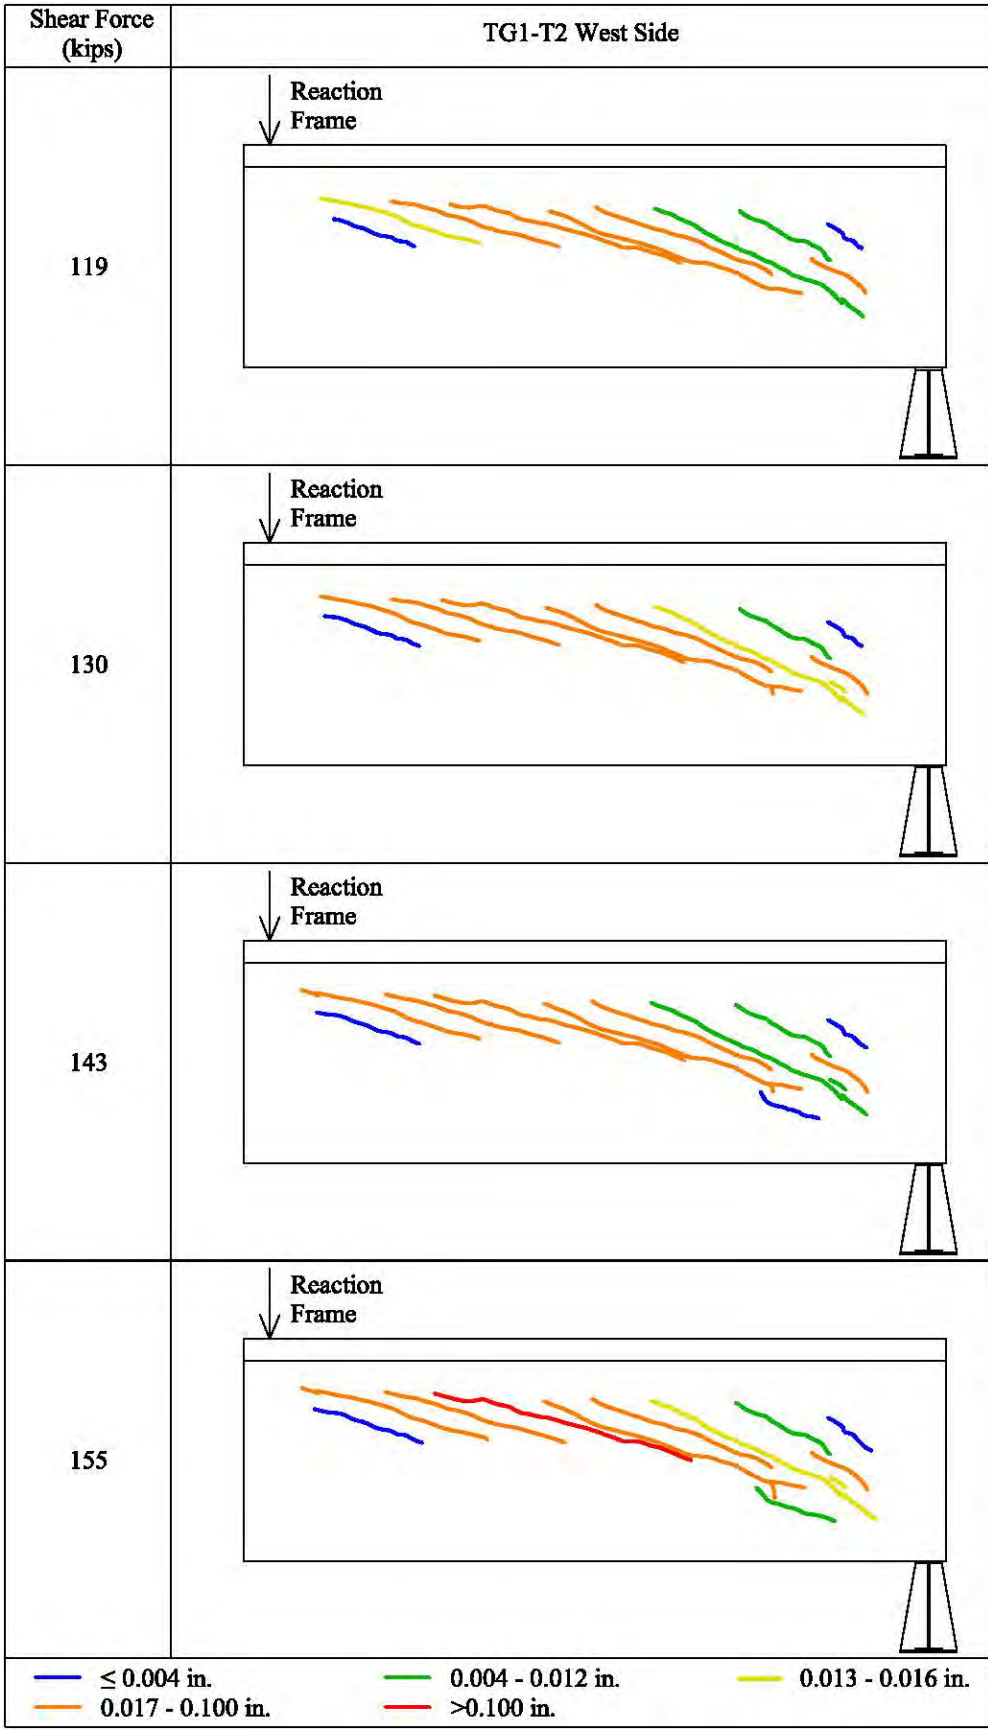 Shear Force
(kips)
TG1-T2 West Side
119
Reaction
Frame
130
Reaction
Frame
143
Reaction
Frame
155
Reaction
Frame
≤ 0.004 in.
0.004 - 0.012 in.
0.013 - 0.016 in.
0.017 - 0.100 in.
>0.100 in.